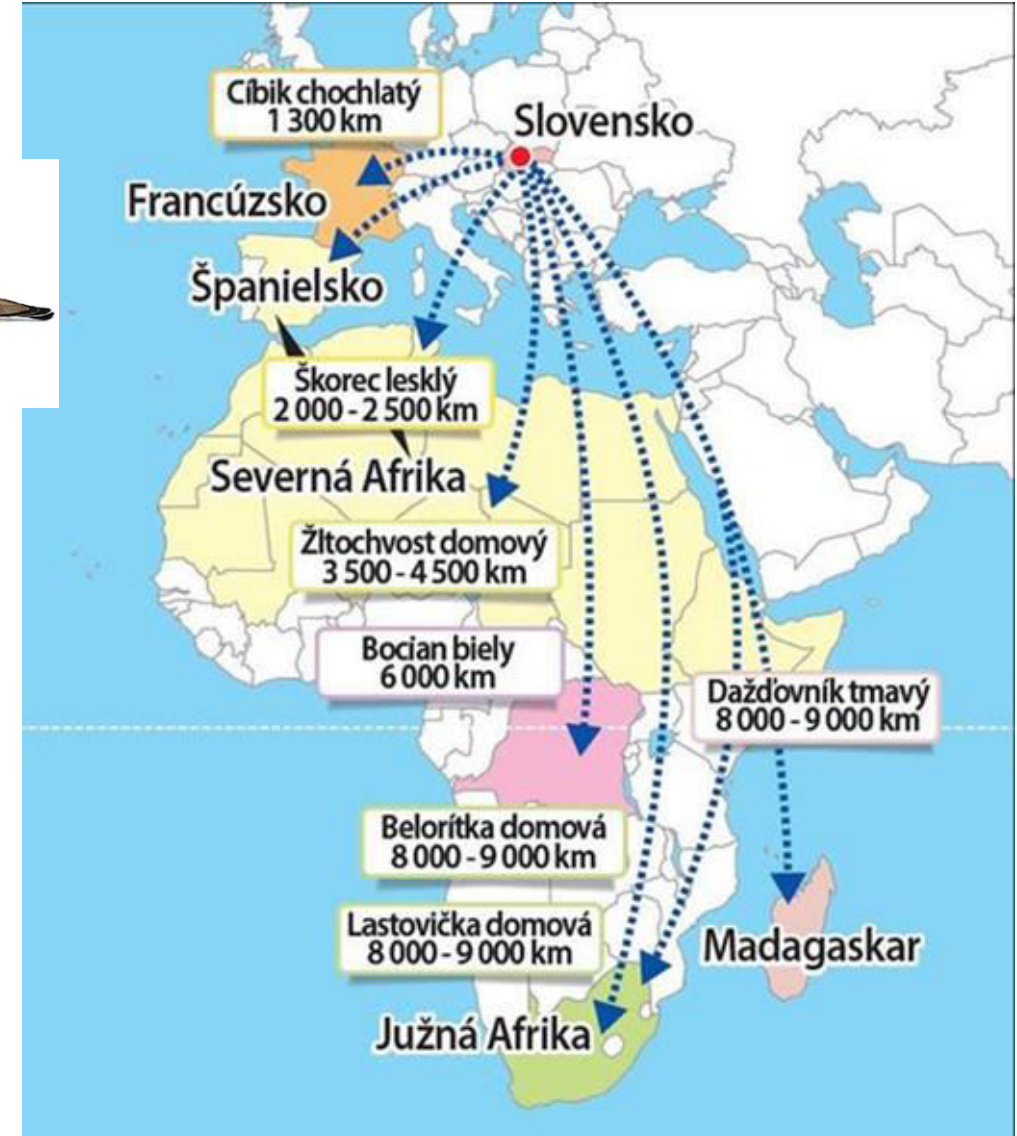 Cíbik chochlatý
1 300 km
Slovensko
Francúzsko
Španielsko
Škorec lesklý
2 000 - 2 500 km
Severná Afrika
Žltochvost domový
3 500 - 4 500 km
Bocian biely
6 000 km
Dažďovník tmavý
8 000 - 9 000 km
Belorítka domová
8 000 - 9 000 km
Lastovička domová
8 000 - 9 000 km
Madagaskar
Južná Afrika